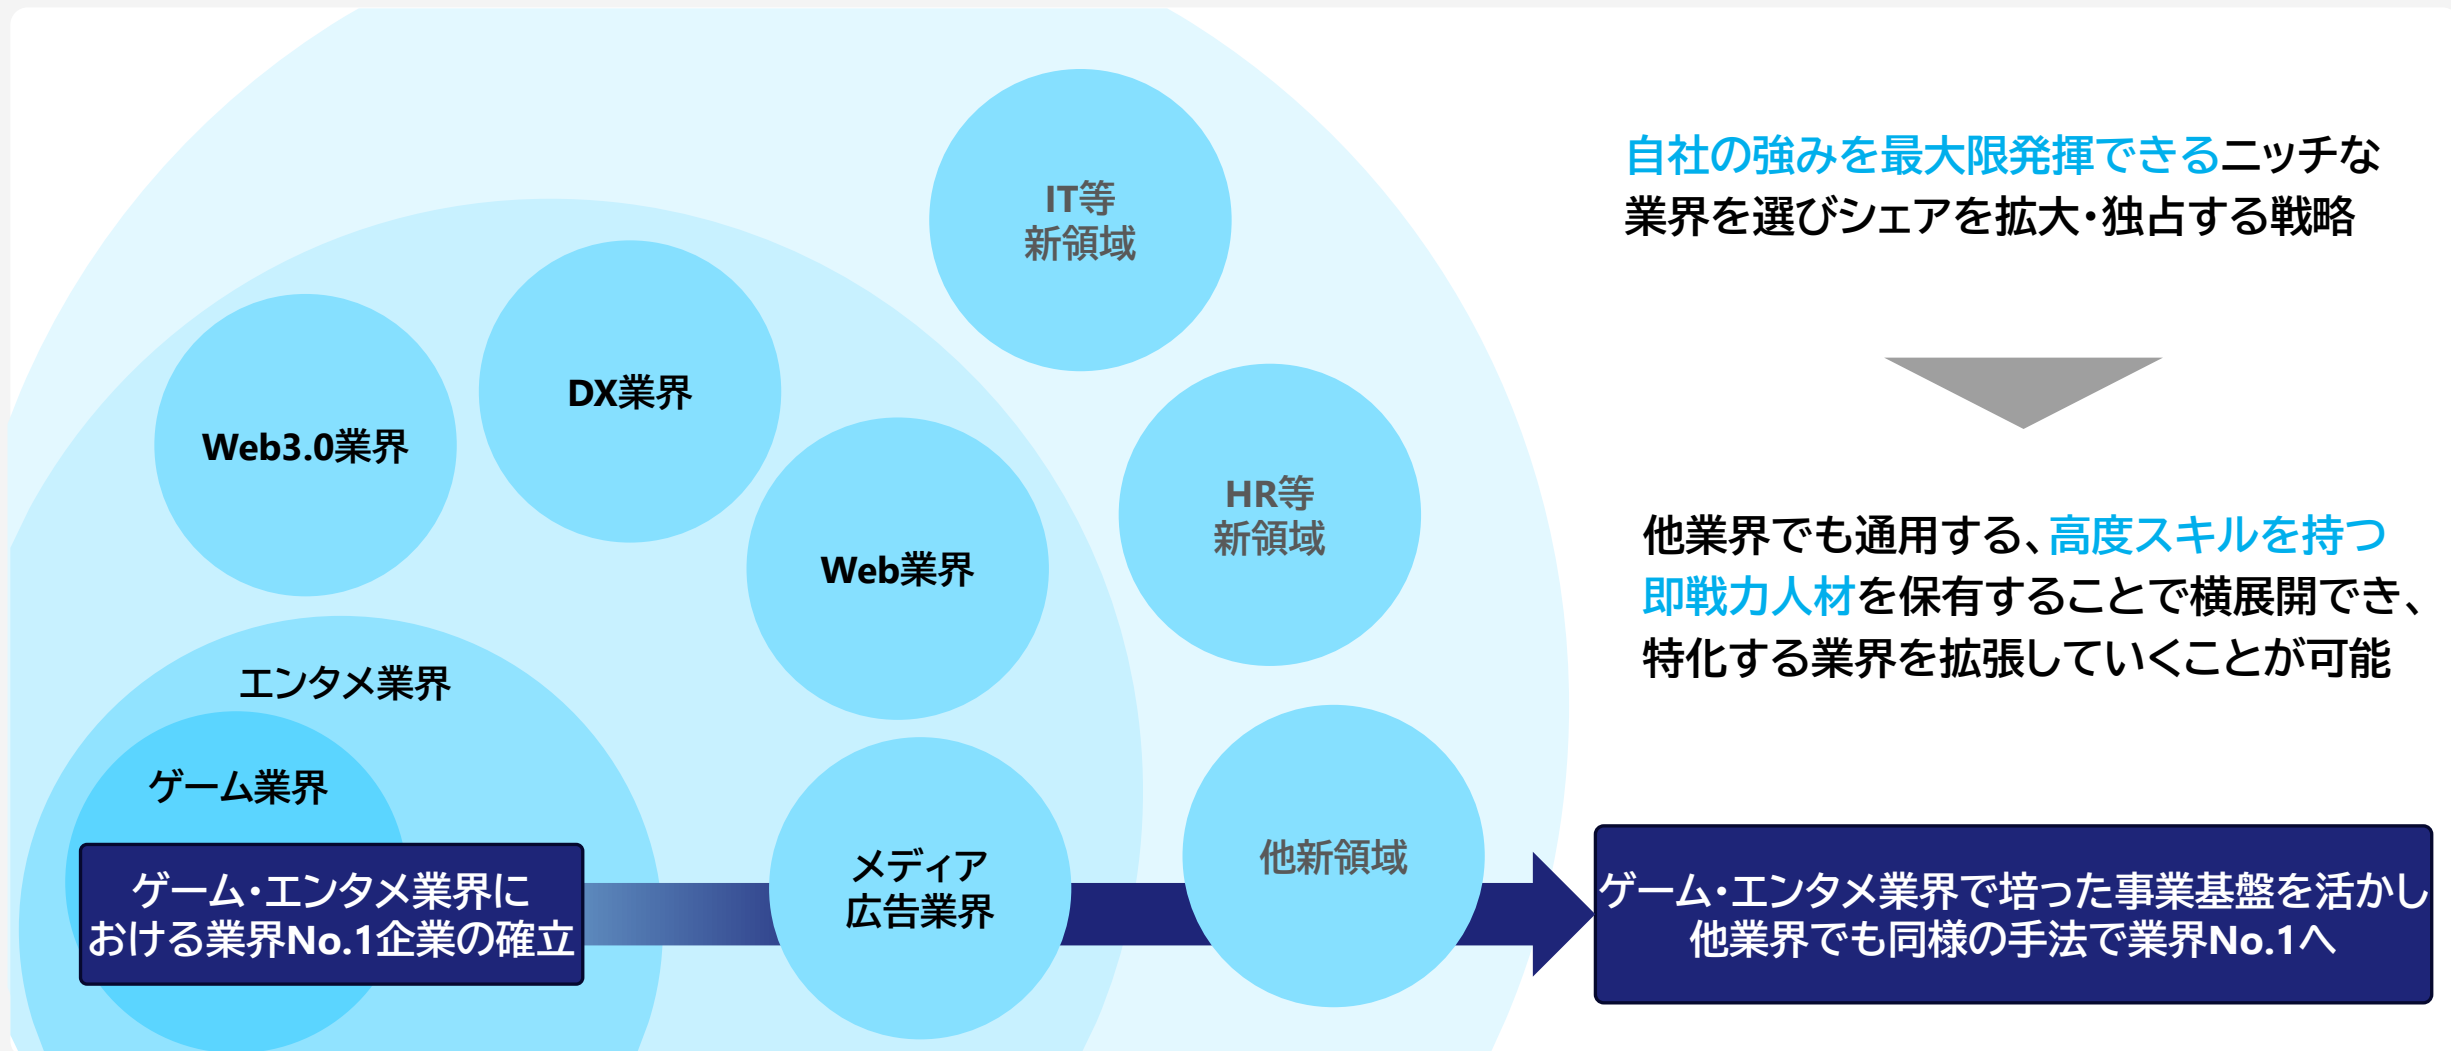 IT等
新領域
DX業界
Web3.0業界
HR等
新領域
Web業界
エンタメ業界
ゲーム業界
メディア
広告業界
他新領域
ゲーム・エンタメ業界に
おける業界No.1企業の確立
自社の強みを最大限発揮できるニッチな
業界を選びシェアを拡大・独占する戦略
他業界でも通用する、高度スキルを持つ
即戦力人材を保有することで横展開でき、
特化する業界を拡張していくことが可能
ゲーム・エンタメ業界で培った事業基盤を活かし
他業界でも同様の手法で業界No.1へ